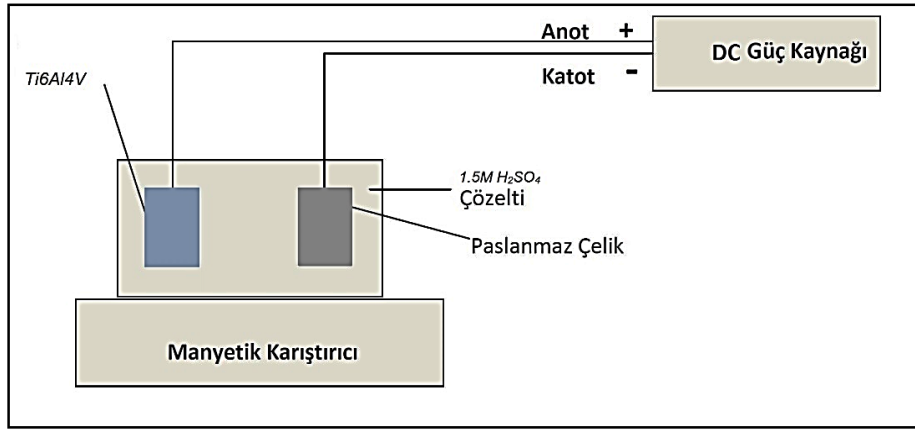 Anot +
DC Güç Kaynağı
Katot -
Ti6Al4V
1.5M H₂SO₄
Çözelti
Paslanmaz Çelik
Manyetik Karıştırıcı